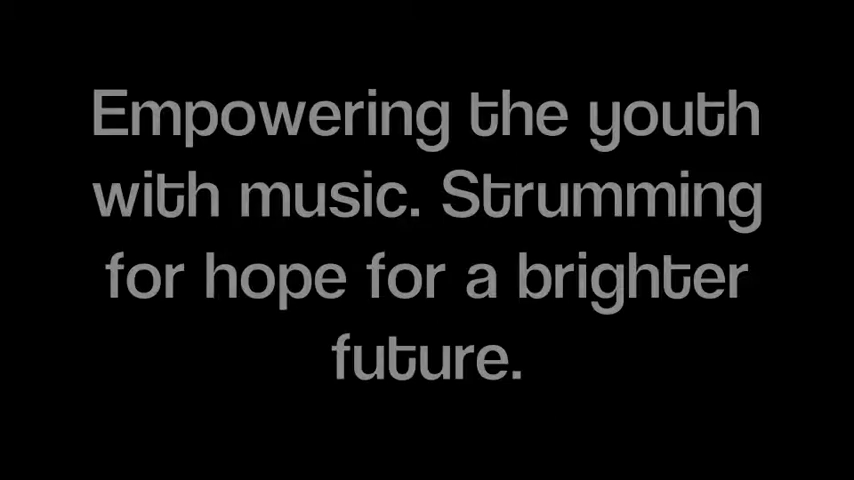 Empowering the youth
with music. Strumming
for hope for a brighter
future.